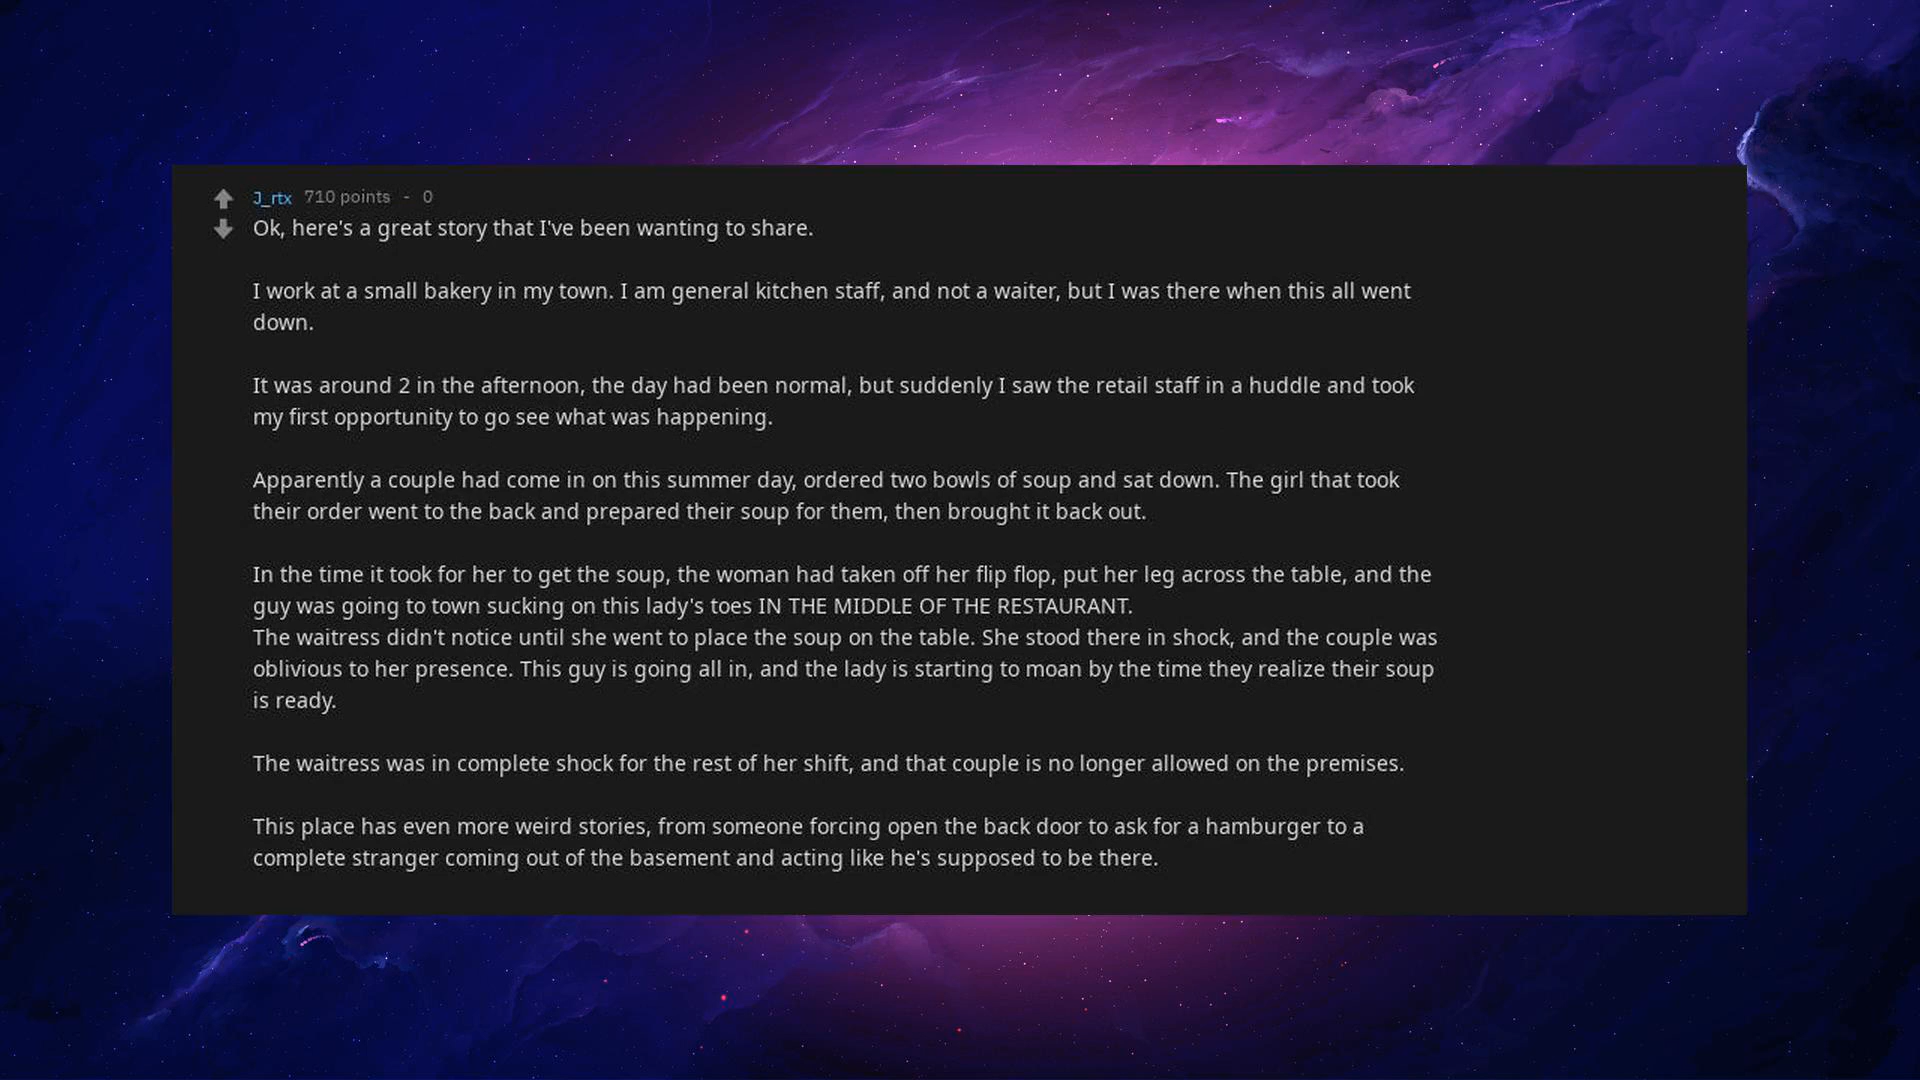 J_rtx 710 points - 0
Ok, here's a great story that I've been wanting to share.
I work at a small bakery in my town. I am general kitchen staff, and not a waiter, but I was there when this all went
down.
It was around 2 in the afternoon, the day had been normal, but suddenly I saw the retail staff in a huddle and took
my first opportunity to go see what was happening.
Apparently a couple had come in on this summer day, ordered two bowls of soup and sat down. The girl that took
their order went to the back and prepared their soup for them, then brought it back out.
In the time it took for her to get the soup, the woman had taken off her flip flop, put her leg across the table, and the
guy was going to town sucking on this lady's toes IN THE MIDDLE OF THE RESTAURANT.
The waitress didn't notice until she went to place the soup on the table. She stood there in shock, and the couple was
oblivious to her presence. This guy is going all in, and the lady is starting to moan by the time they realize their soup
is ready.
The waitress was in complete shock for the rest of her shift, and that couple is no longer allowed on the premises.
This place has even more weird stories, from someone forcing open the back door to ask for a hamburger to a
complete stranger coming out of the basement and acting like he's supposed to be there.